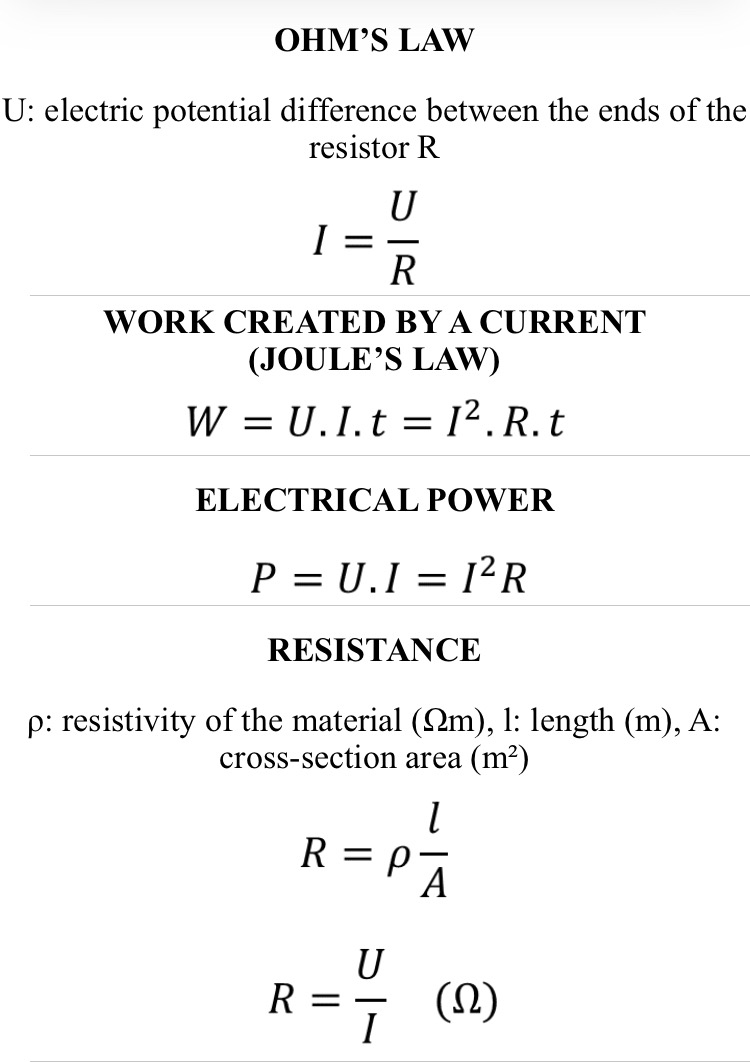 OHM’S LAW
U: electric potential difference between the ends of the
resistor R
I = U/R
WORK CREATED BY A CURRENT
(JOULE’S LAW)
W = U.I.t = I².R.t
ELECTRICAL POWER
P = U.I = I²R
RESISTANCE
ρ: resistivity of the material (Ωm), l: length (m), A:
cross-section area (m²)
R = ρ l/A
R = U/I (Ω)